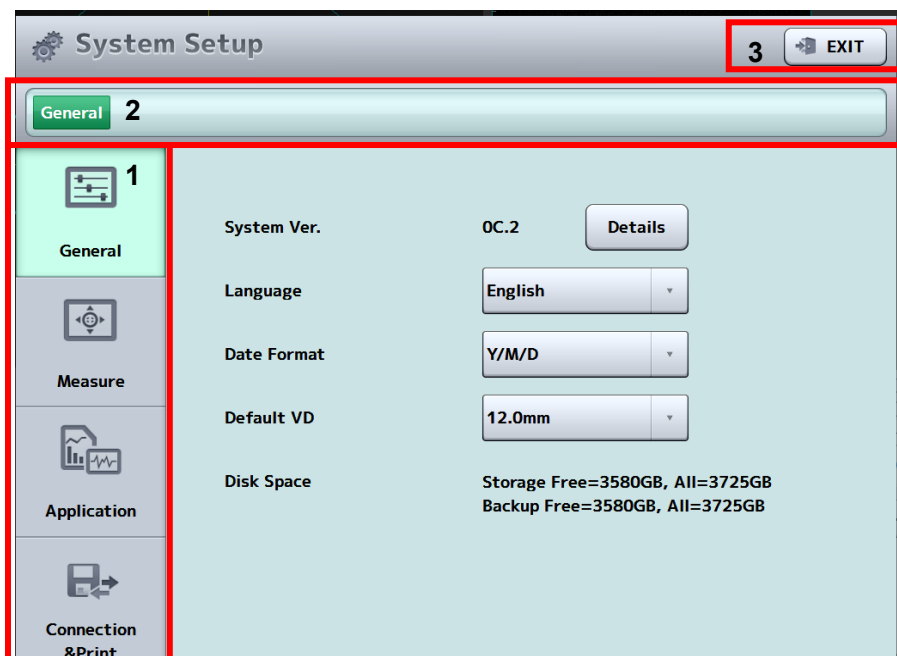 System Setup
3
EXIT
General
2
1
General
System Ver.
0C.2
Details
Language
English
Date Format
Y/M/D
Measure
Default VD
12.0mm
Disk Space
Storage Free=3580GB, All=3725GB
Backup Free=3580GB, All=3725GB
Application
Connection
&Print